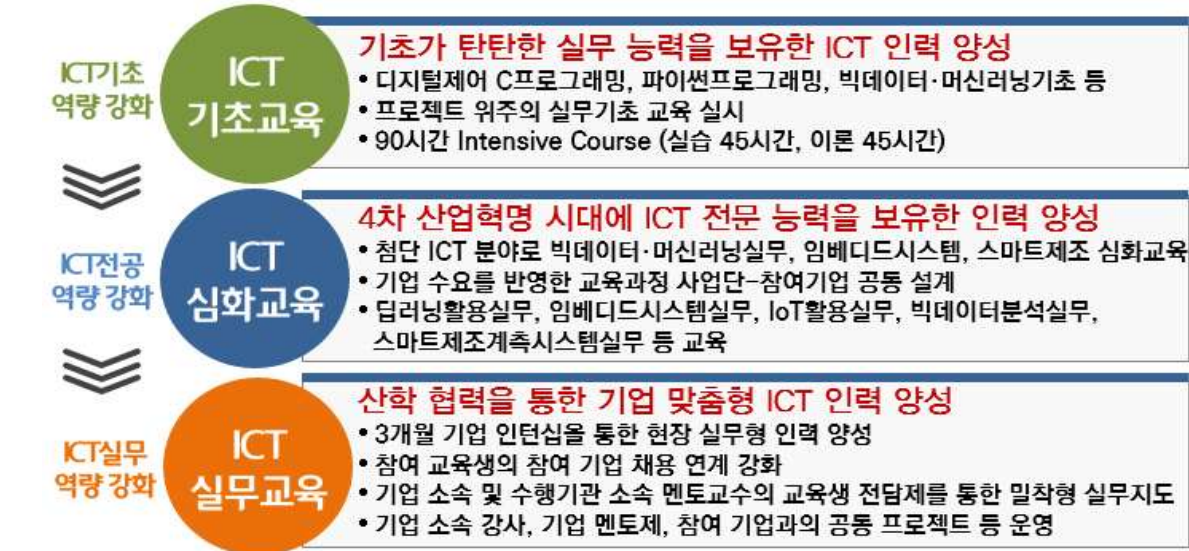 ICT기초
역량 강화
ICT
기초교육
기초가 탄탄한 실무 능력을 보유한 ICT 인력 양성
• 디지털제어 C프로그래밍, 파이썬프로그래밍, 빅데이터·머신러닝기초 등
• 프로젝트 위주의 실무기초 교육 실시
• 90시간 Intensive Course (실습 45시간, 이론 45시간)
ICT전공
역량 강화
ICT
심화교육
4차 산업혁명 시대에 ICT 전문 능력을 보유한 인력 양성
• 첨단 ICT 분야로 빅데이터·머신러닝실무, 임베디드시스템, 스마트제조 심화교육
• 기업 수요를 반영한 교육과정 사업단-참여기업 공동 설계
• 딥러닝활용실무, 임베디드시스템실무, IoT활용실무, 빅데이터분석실무,
스마트제조계측시스템실무 등 교육
ICT실무
역량 강화
ICT
실무교육
산학 협력을 통한 기업 맞춤형 ICT 인력 양성
• 3개월 기업 인턴십을 통한 현장 실무형 인력 양성
• 참여 교육생의 참여 기업 채용 연계 강화
• 기업 소속 및 수행기관 소속 멘토교수의 교육생 전담제를 통한 밀착형 실무지도
• 기업 소속 강사, 기업 멘토제, 참여 기업과의 공동 프로젝트 등 운영